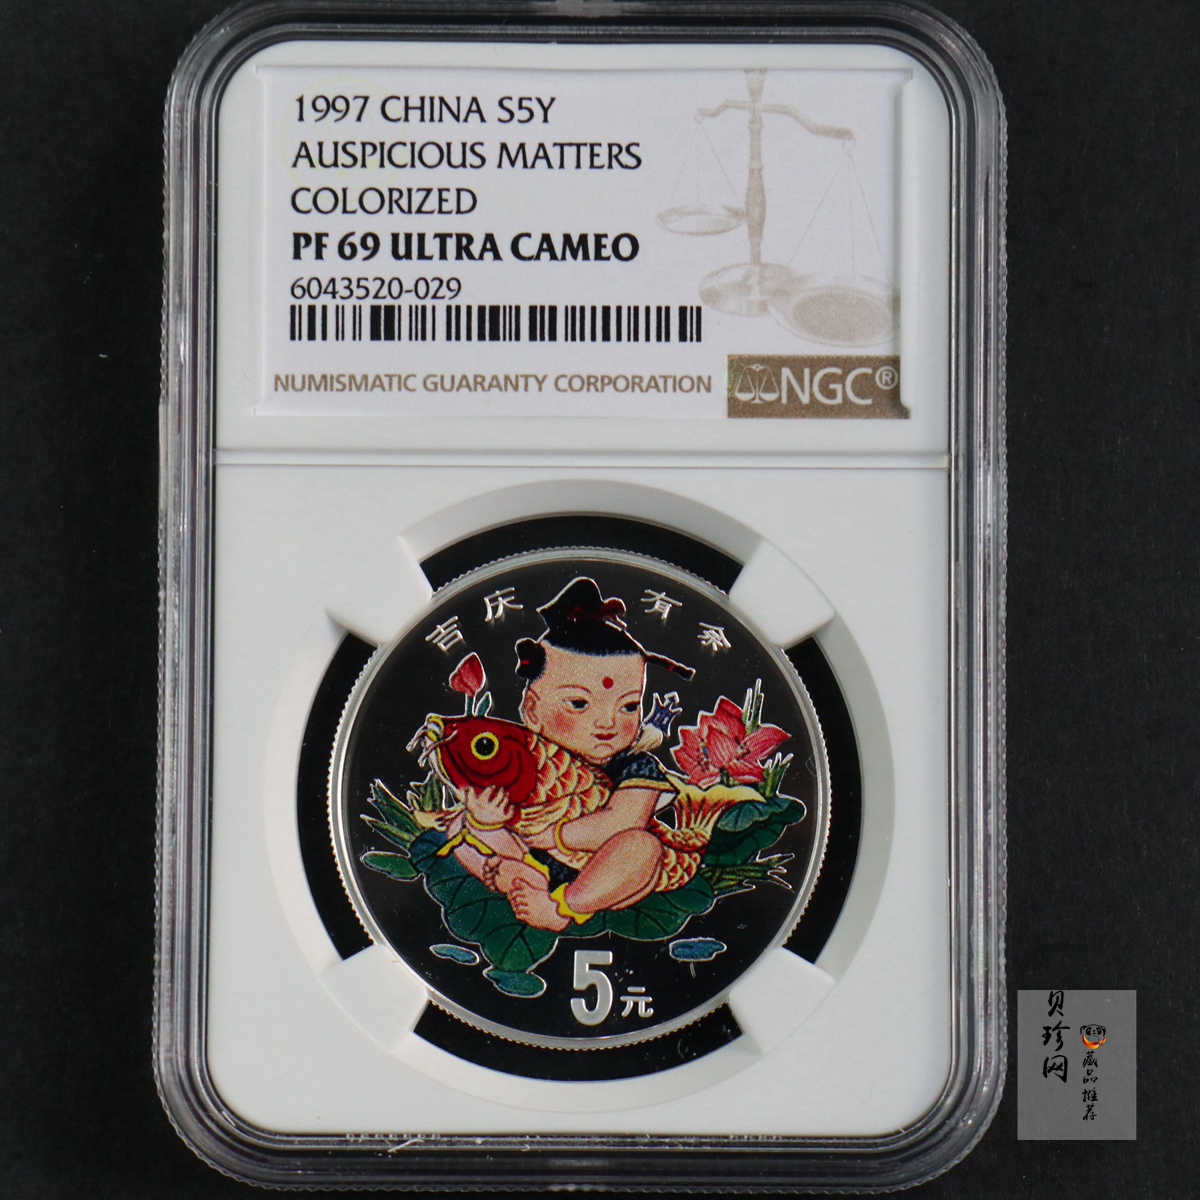 1997 CHINA S5Y
AUSPICIOUS MATTERS
COLORIZED
PF 69 ULTRA CAMEO
6043520-029
NUMISMATIC GUARANTY CORPORATION
NGC®
吉庆有余
5元
贝珍网
藏品推荐